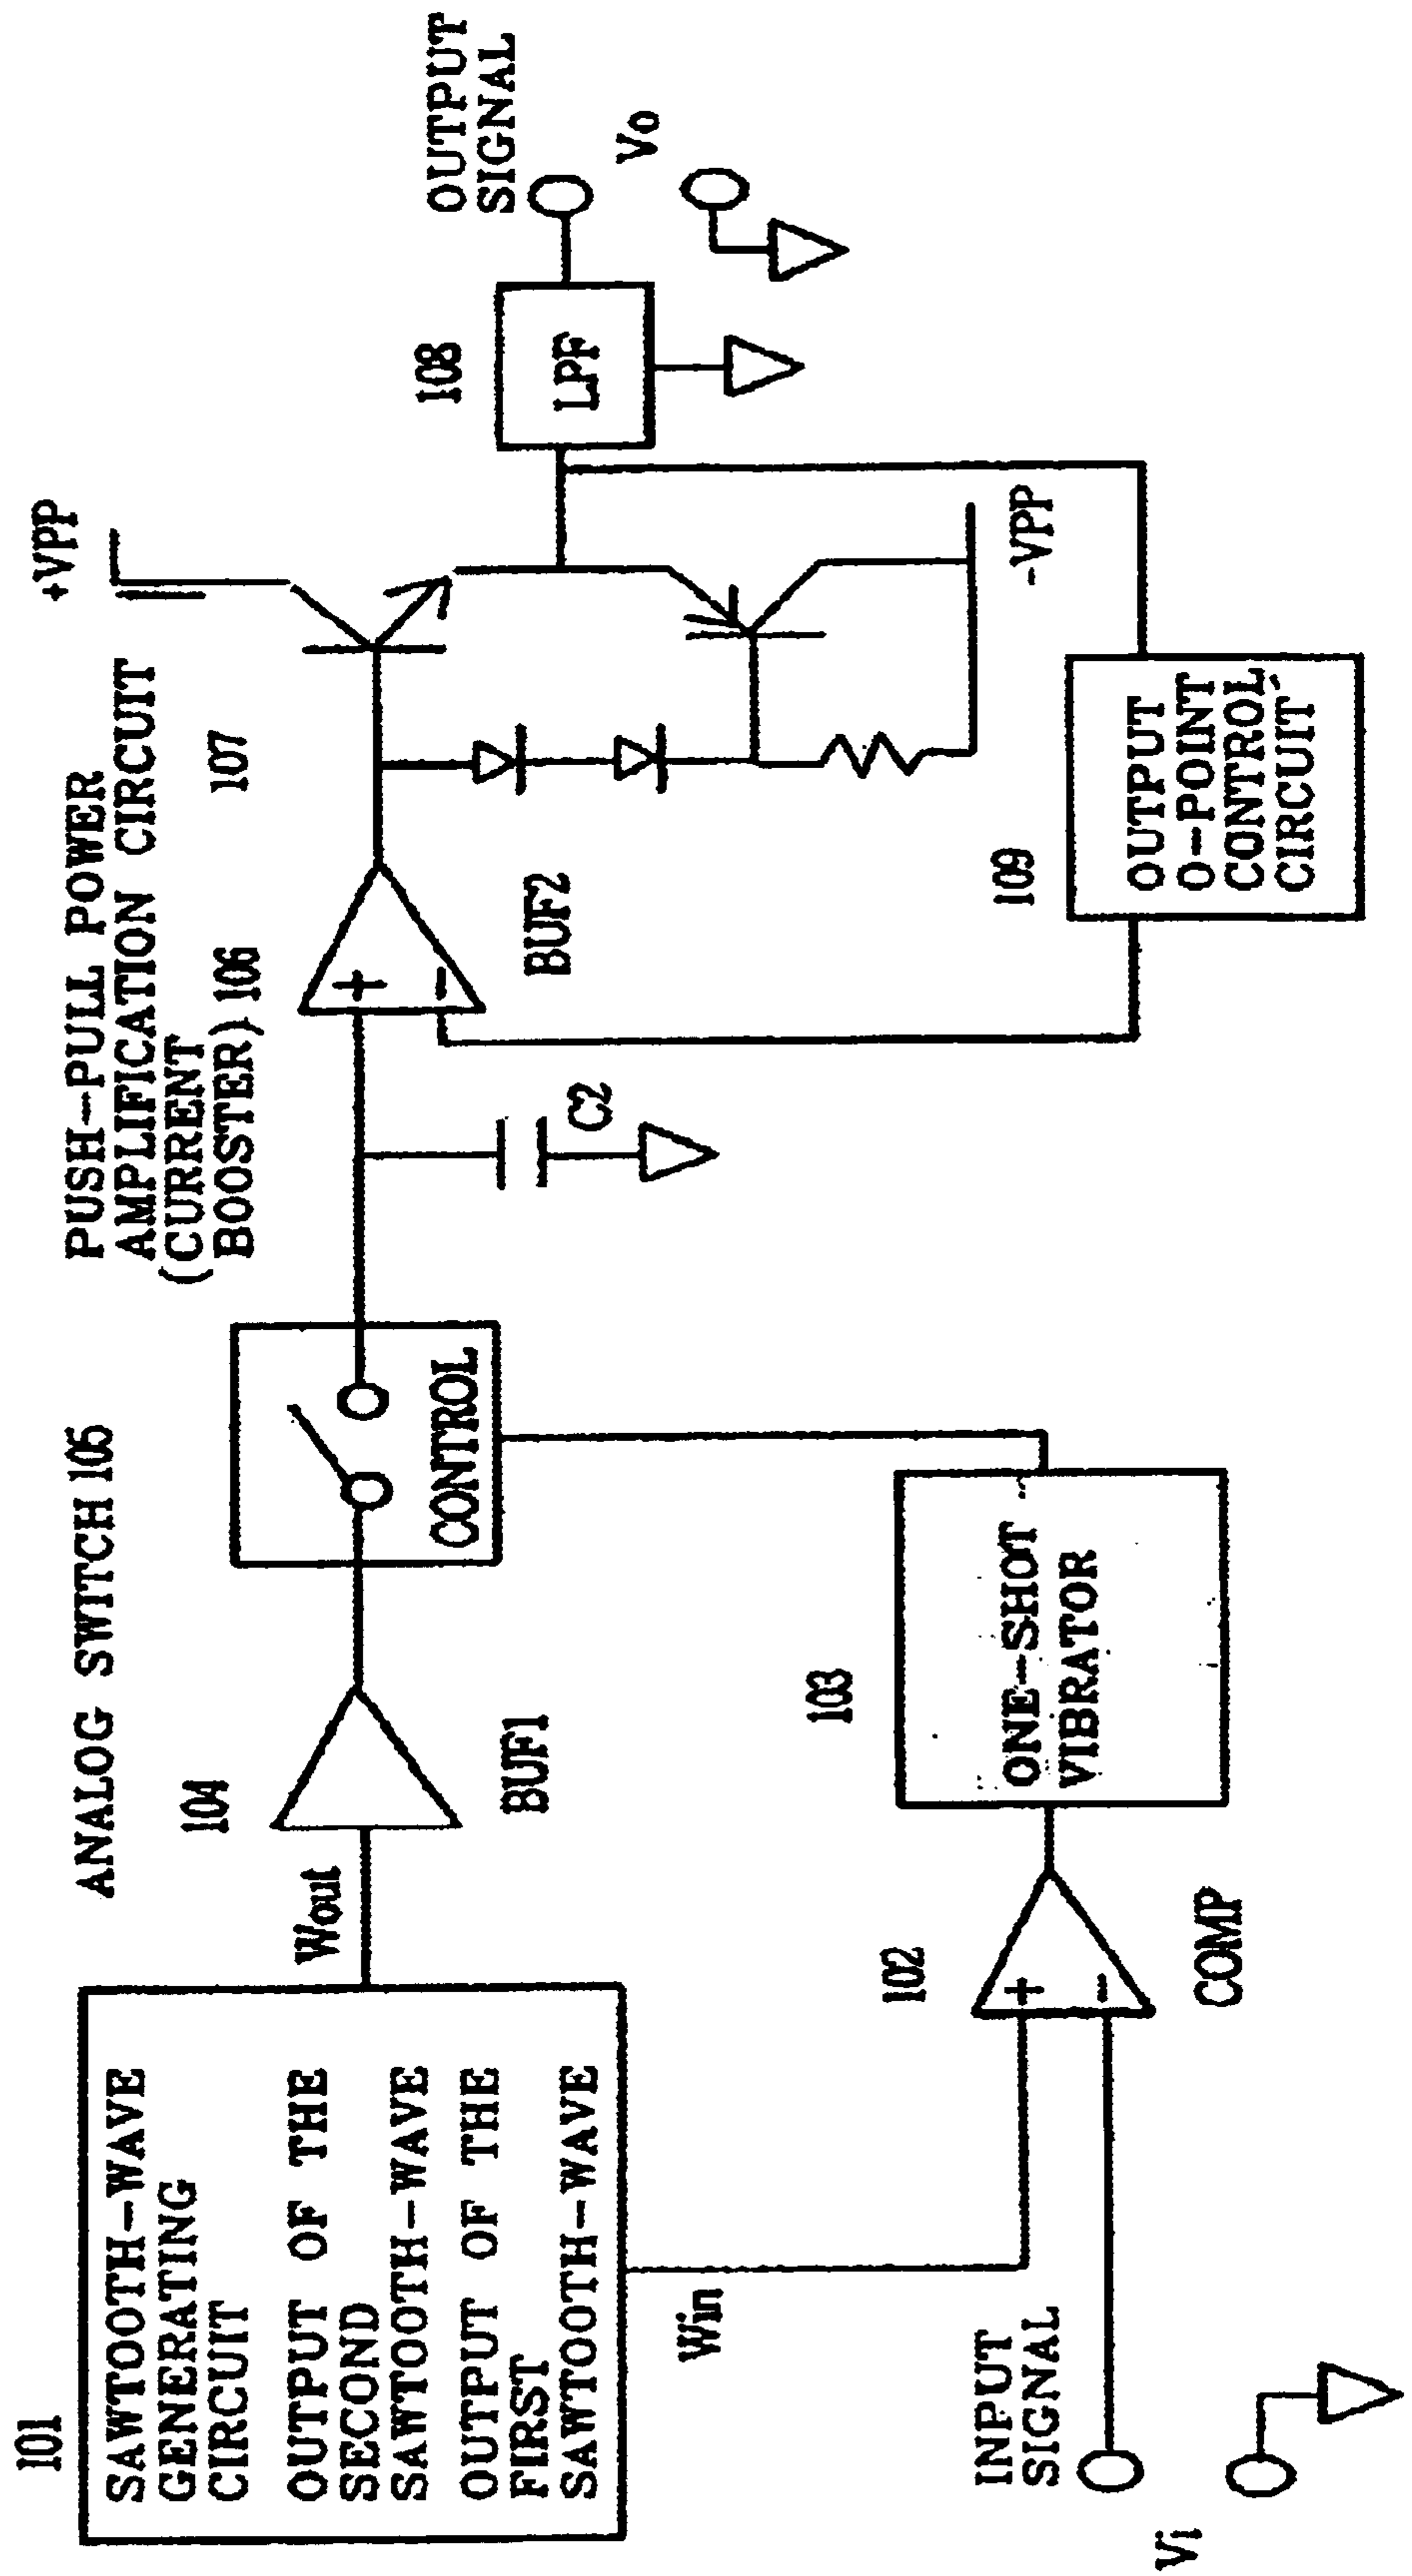 101
SAWTOOTH-WAVE
GENERATING
CIRCUIT
OUTPUT OF THE
SECOND
SAWTOOTH-WAVE
OUTPUT OF THE
FIRST
SAWTOOTH-WAVE
Wout
Win
104
BUF1
ANALOG SWITCH 105
CONTROL
PUSH-PULL POWER
AMPLIFICATION CIRCUIT
(CURRENT
BOOSTER) 106
107
+
-
BUF2
C2
+VPP
-VPP
108
LPF
OUTPUT
SIGNAL
Vo
109
OUTPUT
O-POINT
CONTROL
CIRCUIT
INPUT
SIGNAL
Vi
102
+
-
COMP
103
ONE-SHOT
VIBRATOR